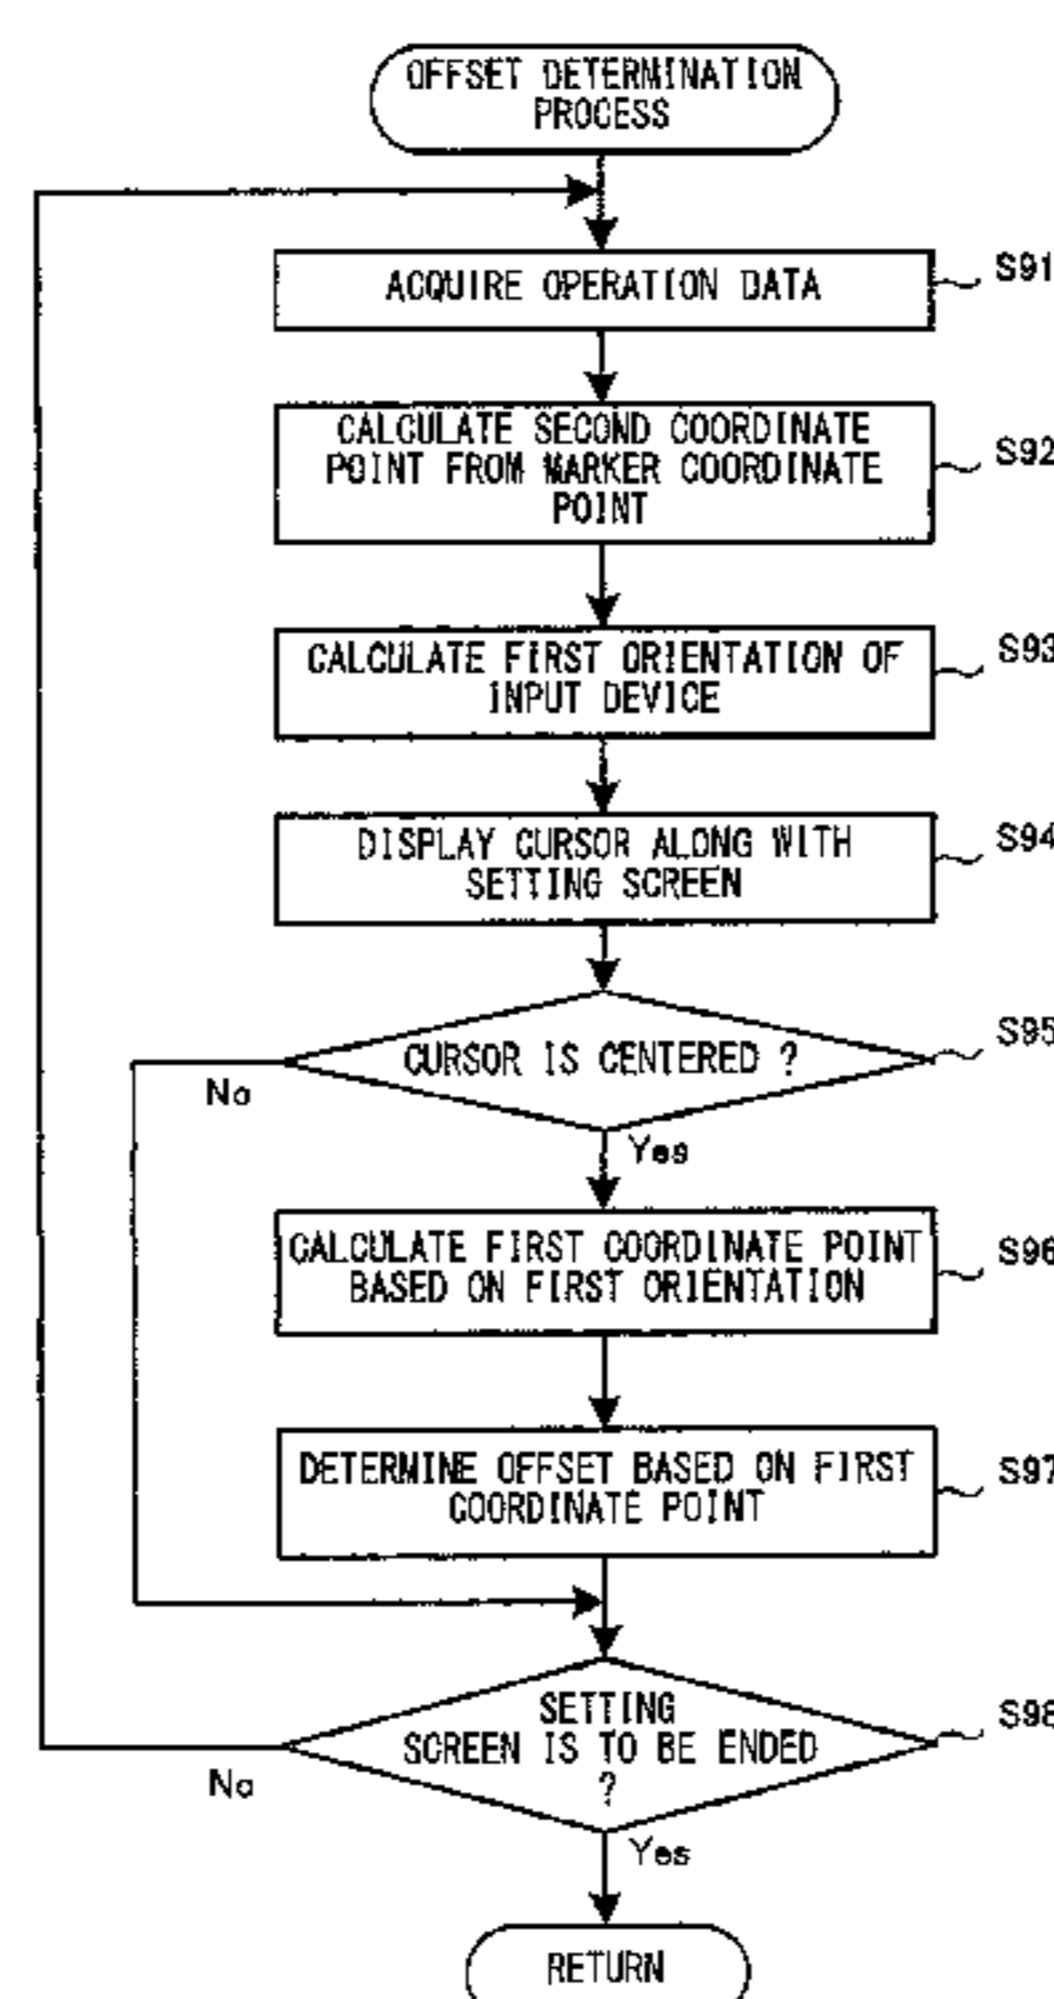 OFFSET DETERMINATION
PROCESS
ACQUIRE OPERATION DATA
S91
CALCULATE SECOND COORDINATE
POINT FROM MARKER COORDINATE
POINT
S92
CALCULATE FIRST ORIENTATION OF
INPUT DEVICE
S93
DISPLAY CURSOR ALONG WITH
SETTING SCREEN
S94
CURSOR IS CENTERED ?
S95
No
Yes
CALCULATE FIRST COORDINATE POINT
BASED ON FIRST ORIENTATION
S96
DETERMINE OFFSET BASED ON FIRST
COORDINATE POINT
S97
SETTING
SCREEN IS TO BE ENDED
?
S98
No
Yes
RETURN